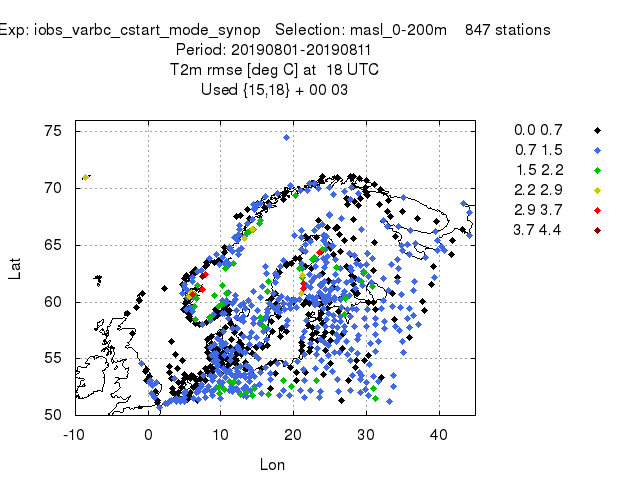 Exp: iobs_varbc_cstart_mode_synop   Selection: masl_0-200m    847 stations
Period: 20190801-20190811
T2m rmse [deg C] at  18 UTC
Used {15,18} + 00 03
75
70
65
60
55
50
-10 0 10 20 30 40
Lat
Lon
0.0 0.7
0.7 1.5
1.5 2.2
2.2 2.9
2.9 3.7
3.7 4.4